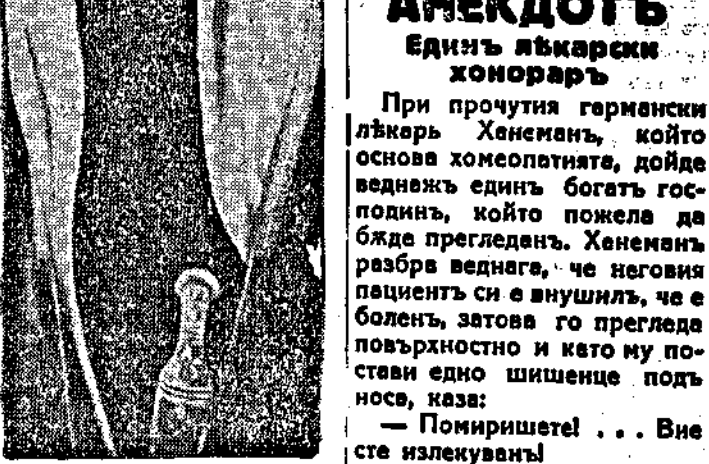 АНЕКДОТЪ
Единъ лѣкарски
хонораръ
При прочутия германски
лѣкарь Ханеманъ, който
основа хомеопатията, дойде
веднажъ единъ богатъ гос-
подинъ, който пожела да
бѫде прегледанъ. Ханеманъ
разбра веднага, че неговия
пациентъ си е внушилъ, че е
боленъ, затова го прегледа
повърхностно и като му по-
стави едно шишенце подъ
носа, каза:
— Помиришете! . . . Вие
сте излекуванъ!